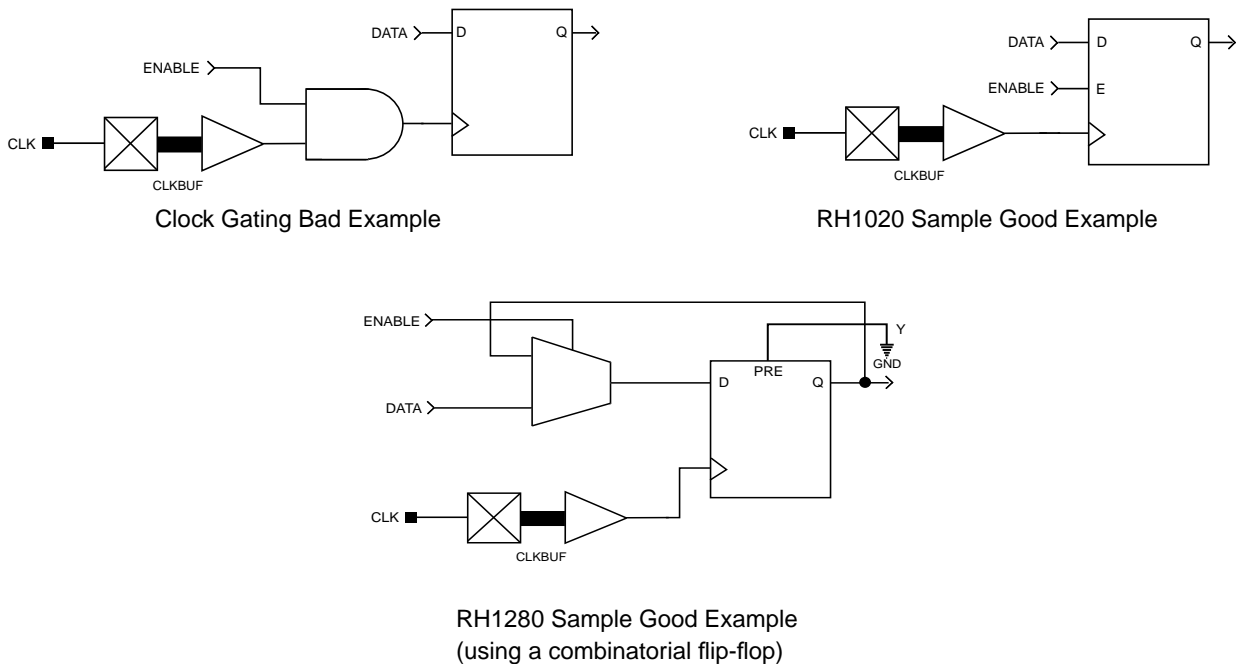 DATA
D
Q
ENABLE
CLK
CLKBUF
Clock Gating Bad Example
DATA
D
Q
ENABLE
E
CLK
CLKBUF
RH1020 Sample Good Example
ENABLE
Y
GND
PRE
D
Q
DATA
CLK
CLKBUF
RH1280 Sample Good Example
(using a combinatorial flip-flop)